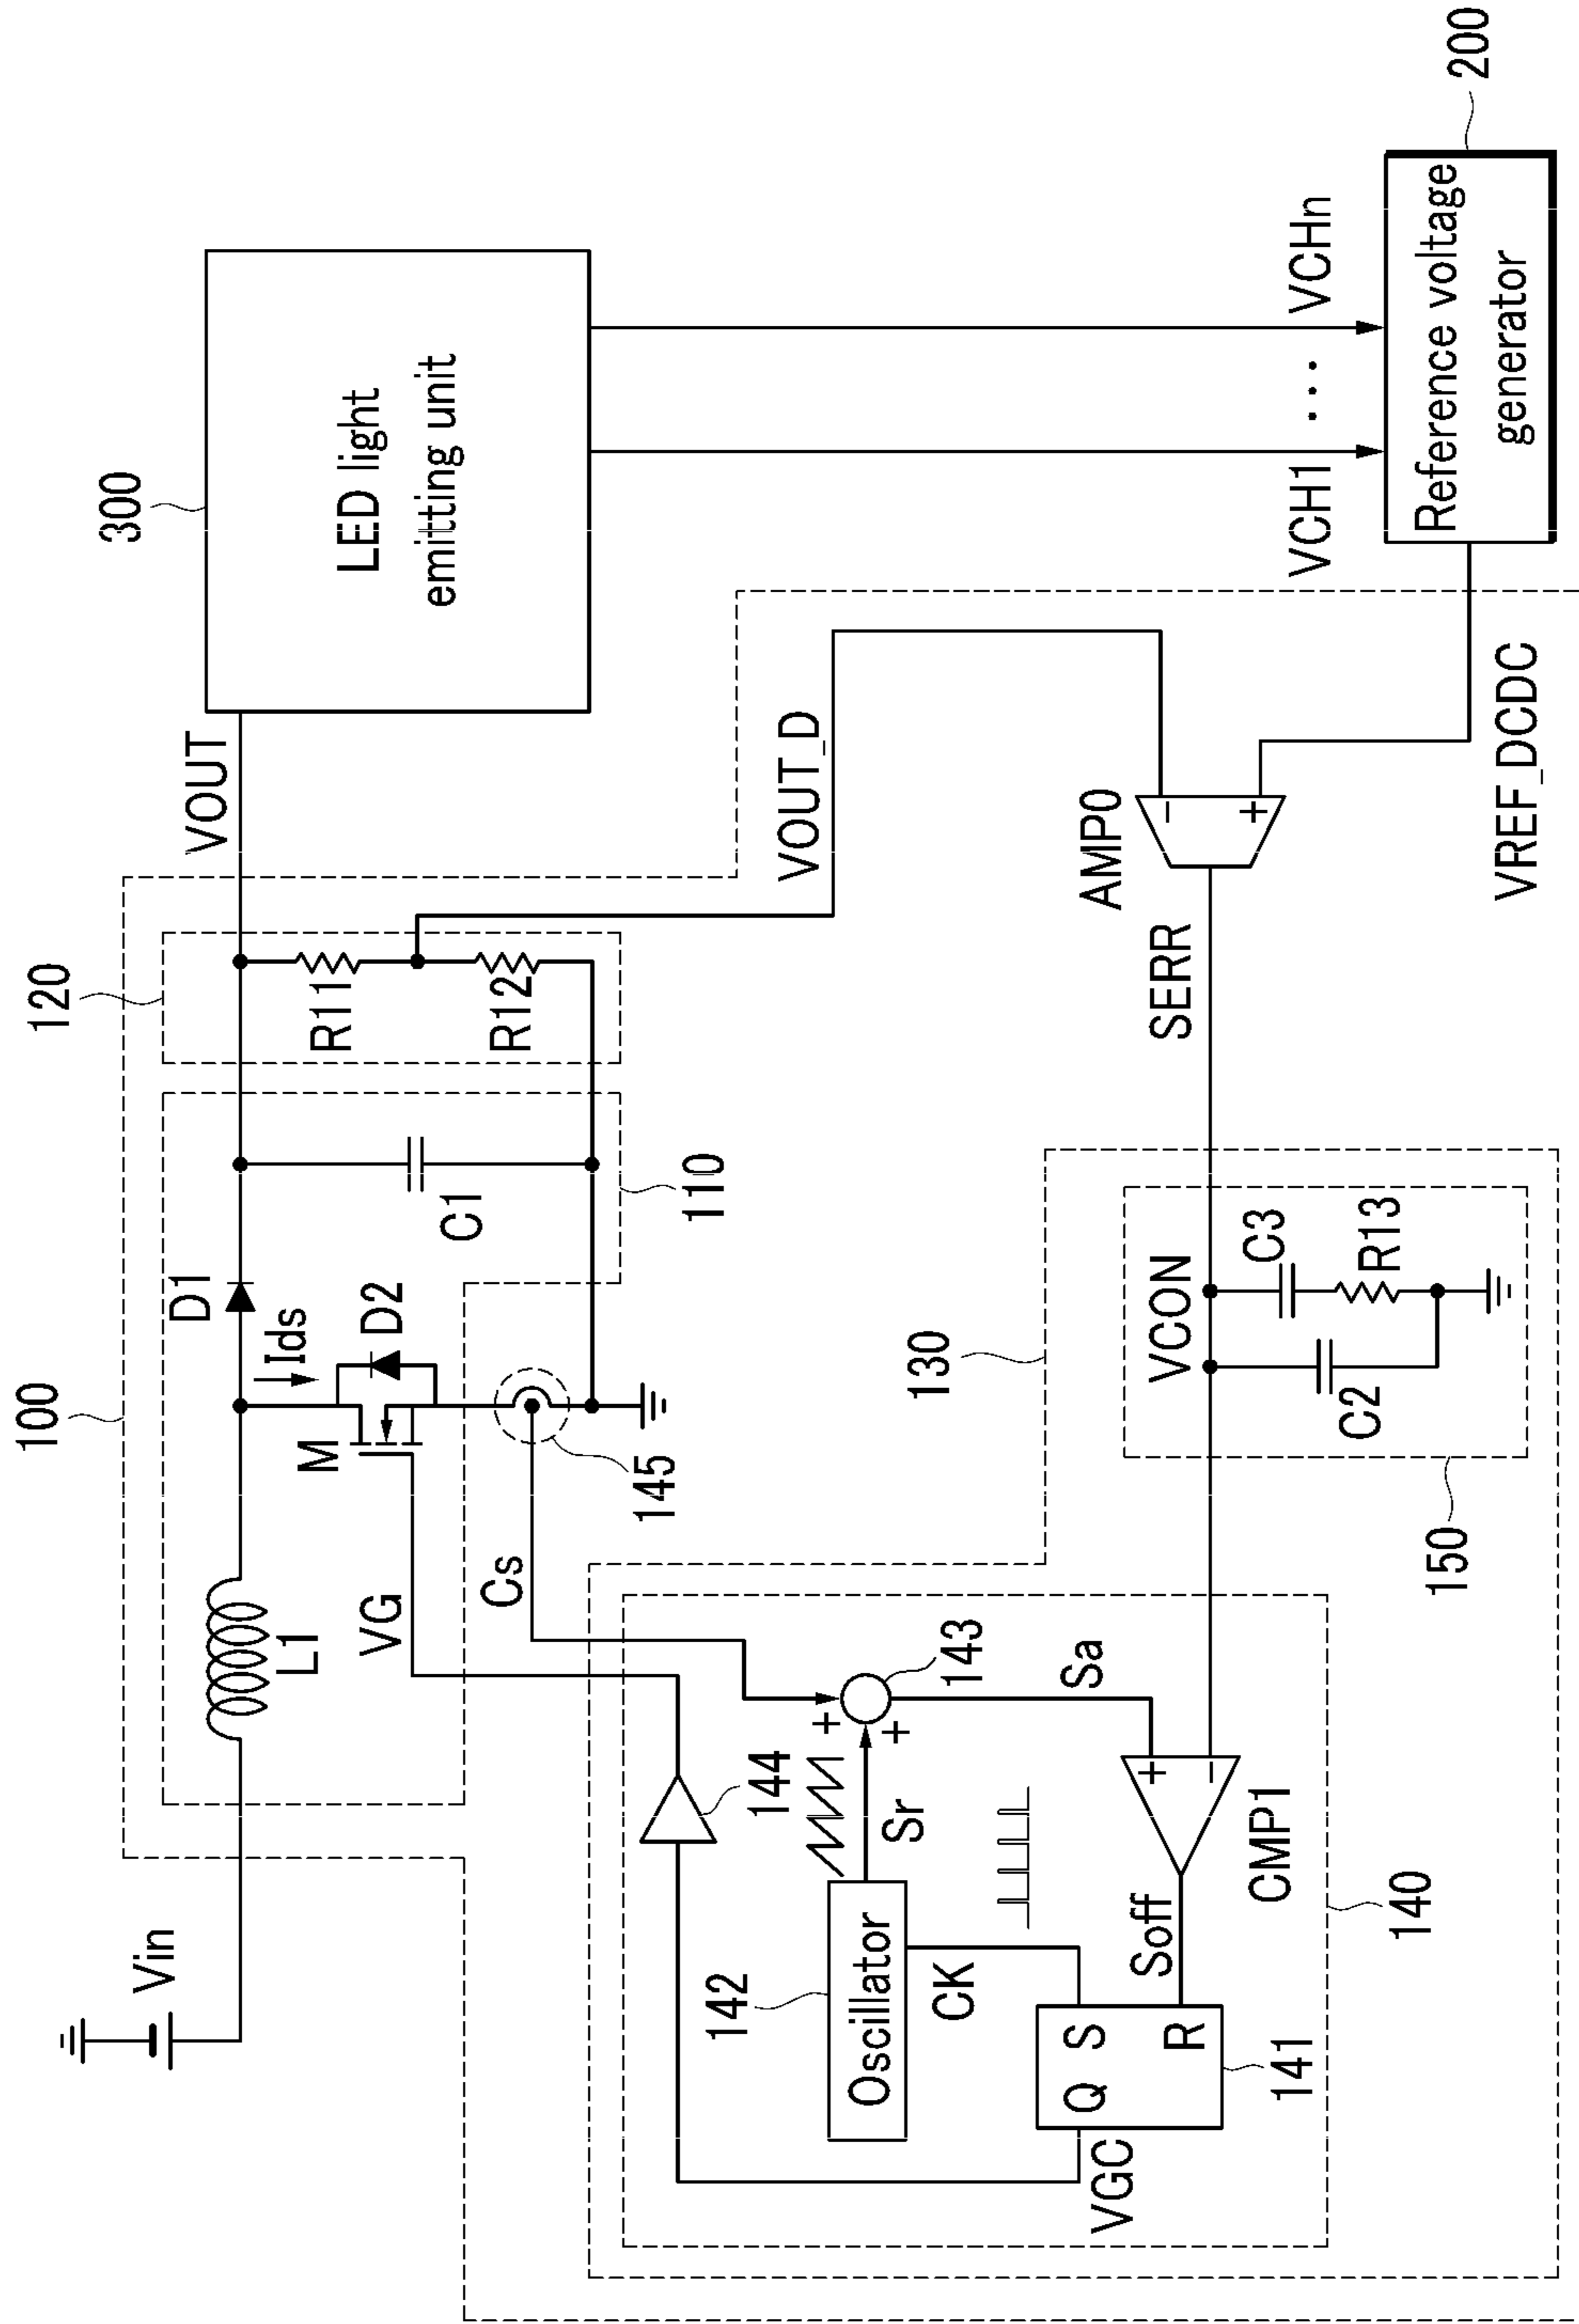 100
120
300
Vin
L1
D1
VOUT
Ids
M
D2
C1
R11
R12
LED light
emitting unit
VG
Cs
145
110
VOUT_D
130
144
142
Oscillator
Sr
+
+
143
CK
Sa
VGC
Q
S
R
141
Soff
+
-
CMP1
140
VCON
C2
C3
R13
150
SERR
AMP0
-
+
VREF_DCDC
VCH1
...
VCHn
Reference voltage
generator
200